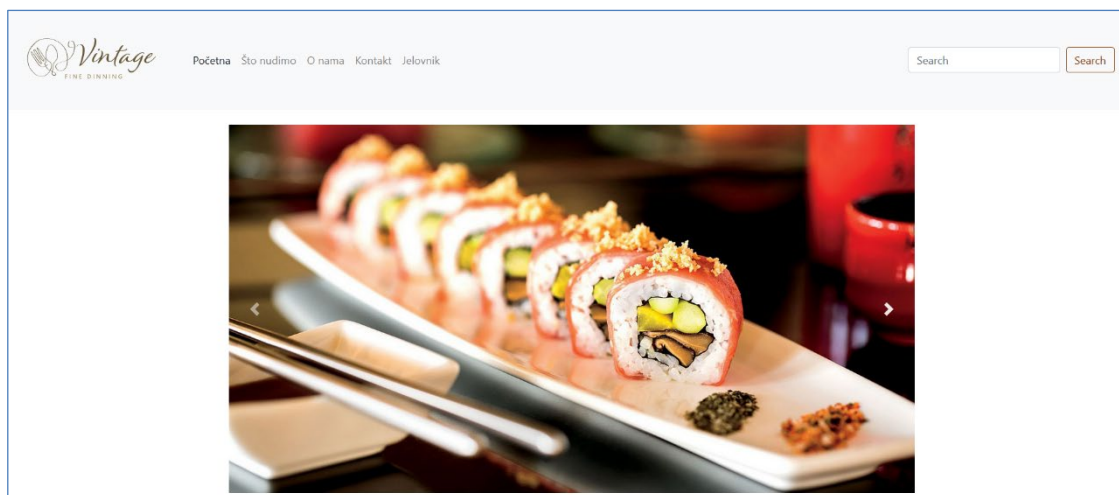 Vintage
FINE DINNING
Početna Što nudimo O nama Kontakt Jelovnik
Search Search